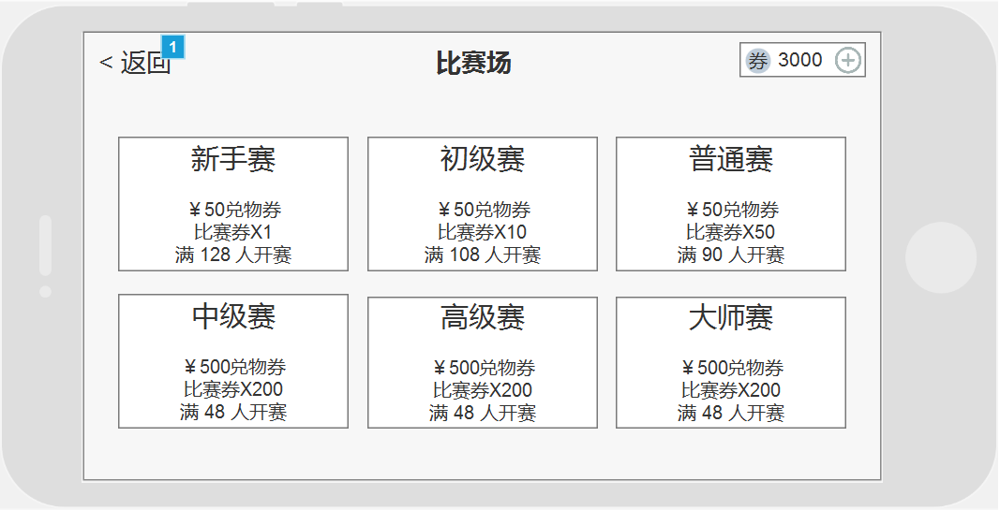 < 返回
1
比赛场
券 3000
新手赛
￥50兑物券
比赛券X1
满 128 人开赛
初级赛
￥50兑物券
比赛券X10
满 108 人开赛
普通赛
￥50兑物券
比赛券X50
满 90 人开赛
中级赛
￥500兑物券
比赛券X200
满 48 人开赛
高级赛
￥500兑物券
比赛券X200
满 48 人开赛
大师赛
￥500兑物券
比赛券X200
满 48 人开赛